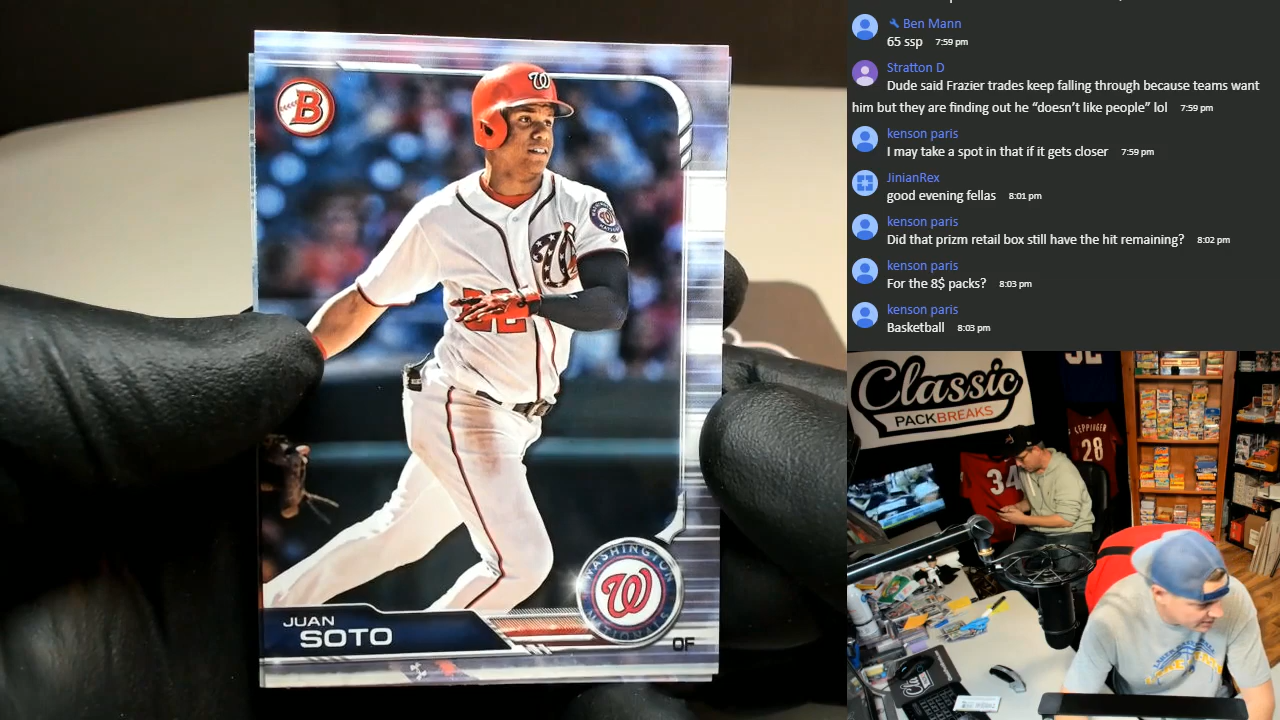 Ben Mann
65 ssp 7:59 pm
Stratton D
Dude said Frazier trades keep falling through because teams want
him but they are finding out he “doesn’t like people” lol 7:59 pm
kenson paris
I may take a spot in that if it gets closer 7:59 pm
JinianRex
good evening fellas 8:01 pm
kenson paris
Did that prizm retail box still have the hit remaining? 8:02 pm
kenson paris
For the 8$ packs? 8:03 pm
kenson paris
Basketball 8:03 pm
B
W
22
JUAN
SOTO
WASHINGTON
W
NATIONALS
OF
Classic
PACKBREAKS
LEPPINGER
28
34